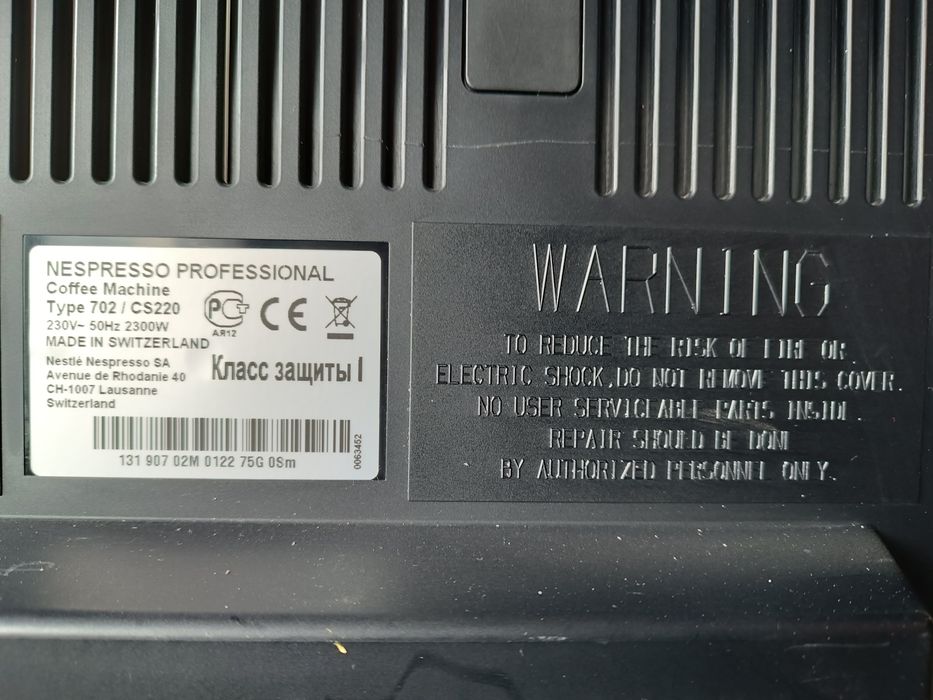 NESPRESSO PROFESSIONAL
Coffee Machine
Type 702 / CS220
230V~ 50Hz 2300W
MADE IN SWITZERLAND
Nestlé Nespresso SA
Avenue de Rhodanie 40
CH-1007 Lausanne
Switzerland
РСТ
АЯ12
CE
Класс защиты I
131 907 02M 0122 75G 0Sm
0063452
WARNING
TO REDUCE THE RISK OF FIRE OR
ELECTRIC SHOCK,DO NOT REMOVE THIS COVER.
NO USER SERVICEABLE PARTS INSIDE.
REPAIR SHOULD BE DONE
BY AUTHORIZED PERSONNEL ONLY.